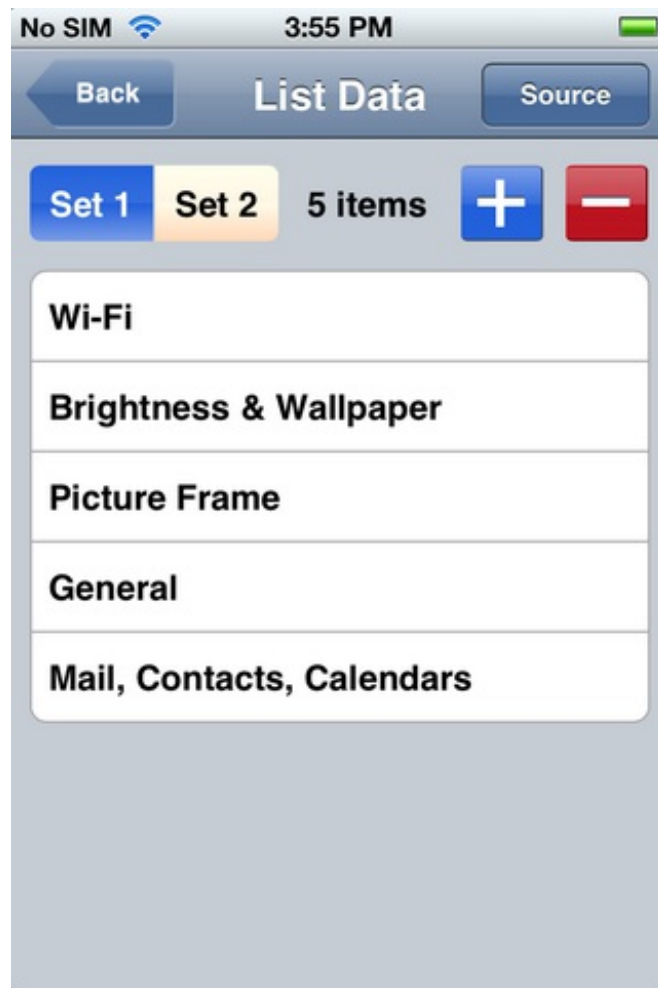 No SIM 3:55 PM
Back List Data Source
Set 1 Set 2 5 items + −
Wi-Fi
Brightness & Wallpaper
Picture Frame
General
Mail, Contacts, Calendars